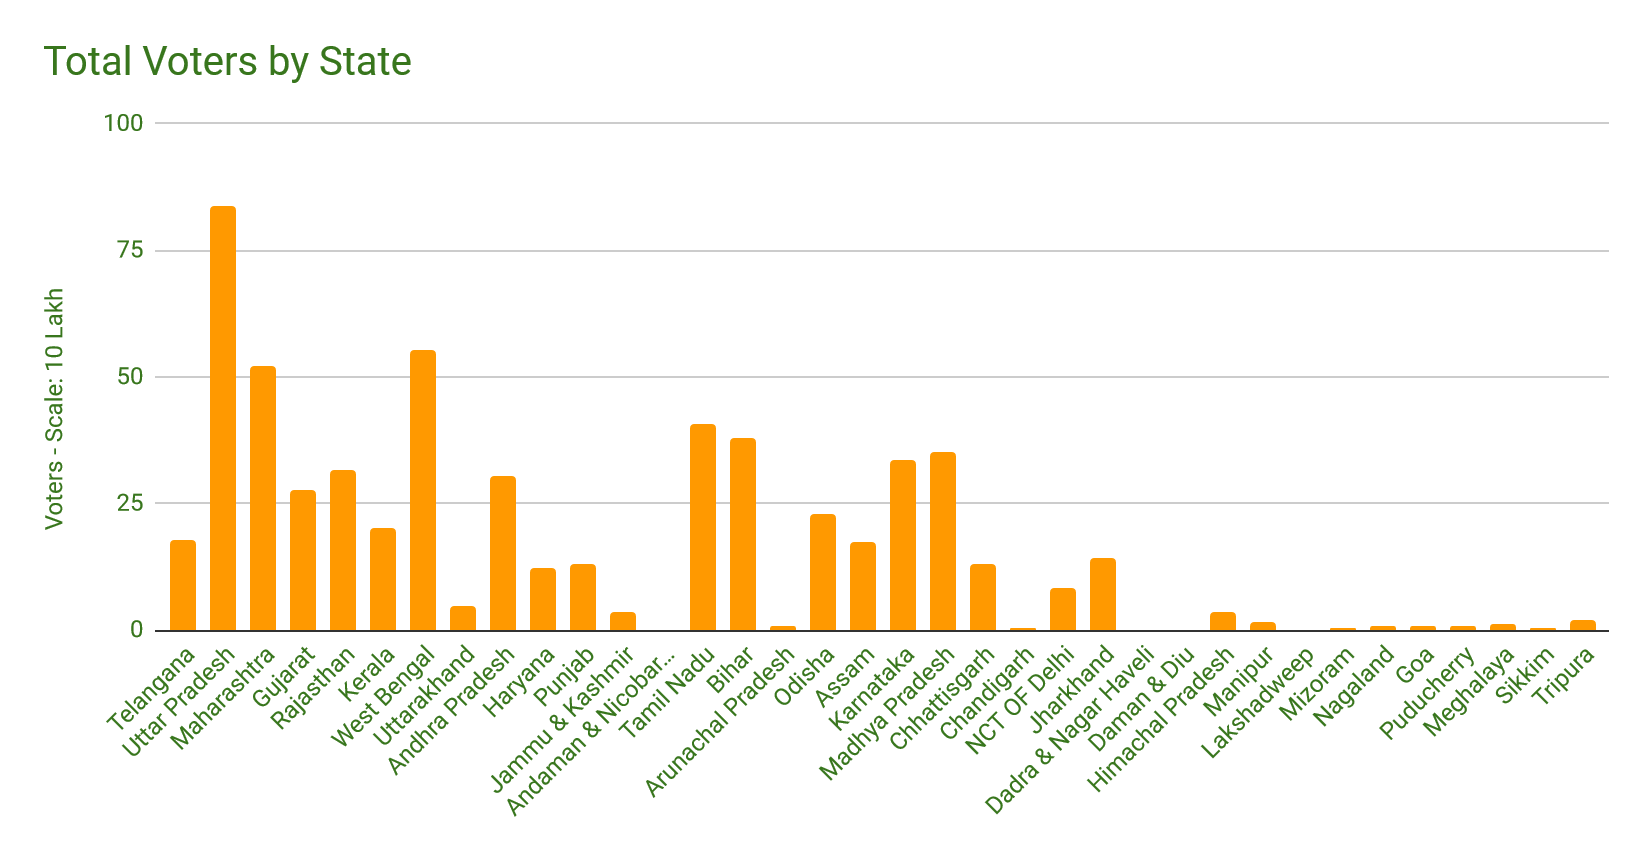 Total Voters by State
Voters - Scale: 10 Lakh
100
75
50
25
0
Telangana
Uttar Pradesh
Maharashtra
Gujarat
Rajasthan
Kerala
West Bengal
Uttarakhand
Andhra Pradesh
Haryana
Punjab
Jammu & Kashmir
Andaman & Nicobar...
Tamil Nadu
Bihar
Arunachal Pradesh
Odisha
Assam
Karnataka
Madhya Pradesh
Chhattisgarh
Chandigarh
NCT OF Delhi
Jharkhand
Dadra & Nagar Haveli
Daman & Diu
Himachal Pradesh
Manipur
Lakshadweep
Mizoram
Nagaland
Goa
Puducherry
Meghalaya
Sikkim
Tripura